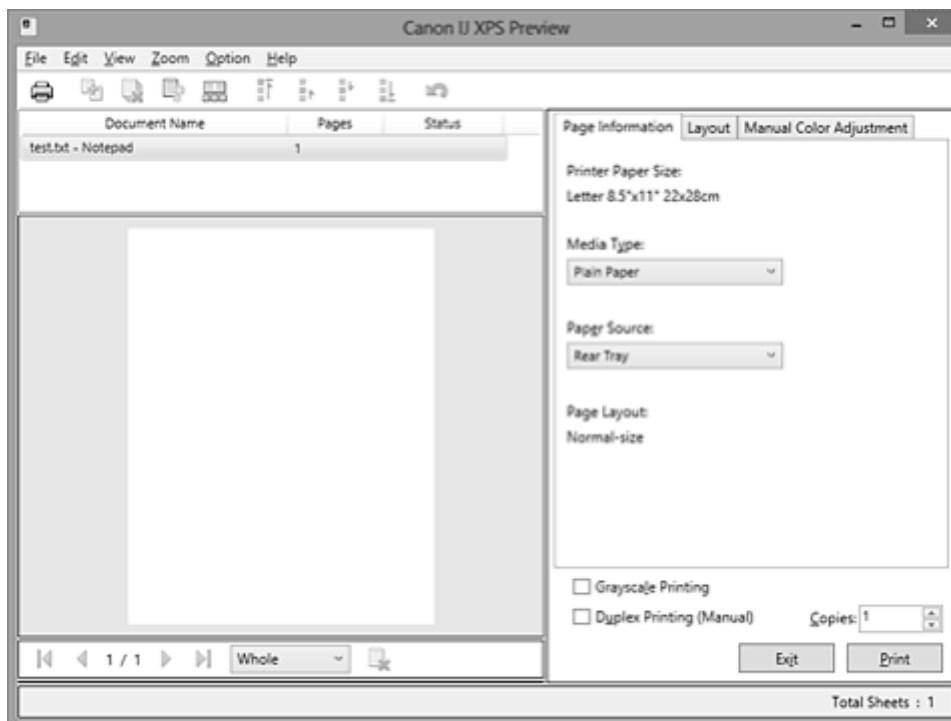 Canon IJ XPS Preview
File Edit View Zoom Option Help
Document Name Pages Status
test.txt - Notepad 1
Page Information Layout Manual Color Adjustment
Printer Paper Size:
Letter 8.5"x11" 22x28cm
Media Type:
Plain Paper
Paper Source:
Rear Tray
Page Layout:
Normal-size
Grayscale Printing
Duplex Printing (Manual) Copies: 1
1 / 1 Whole
Exit Print
Total Sheets : 1